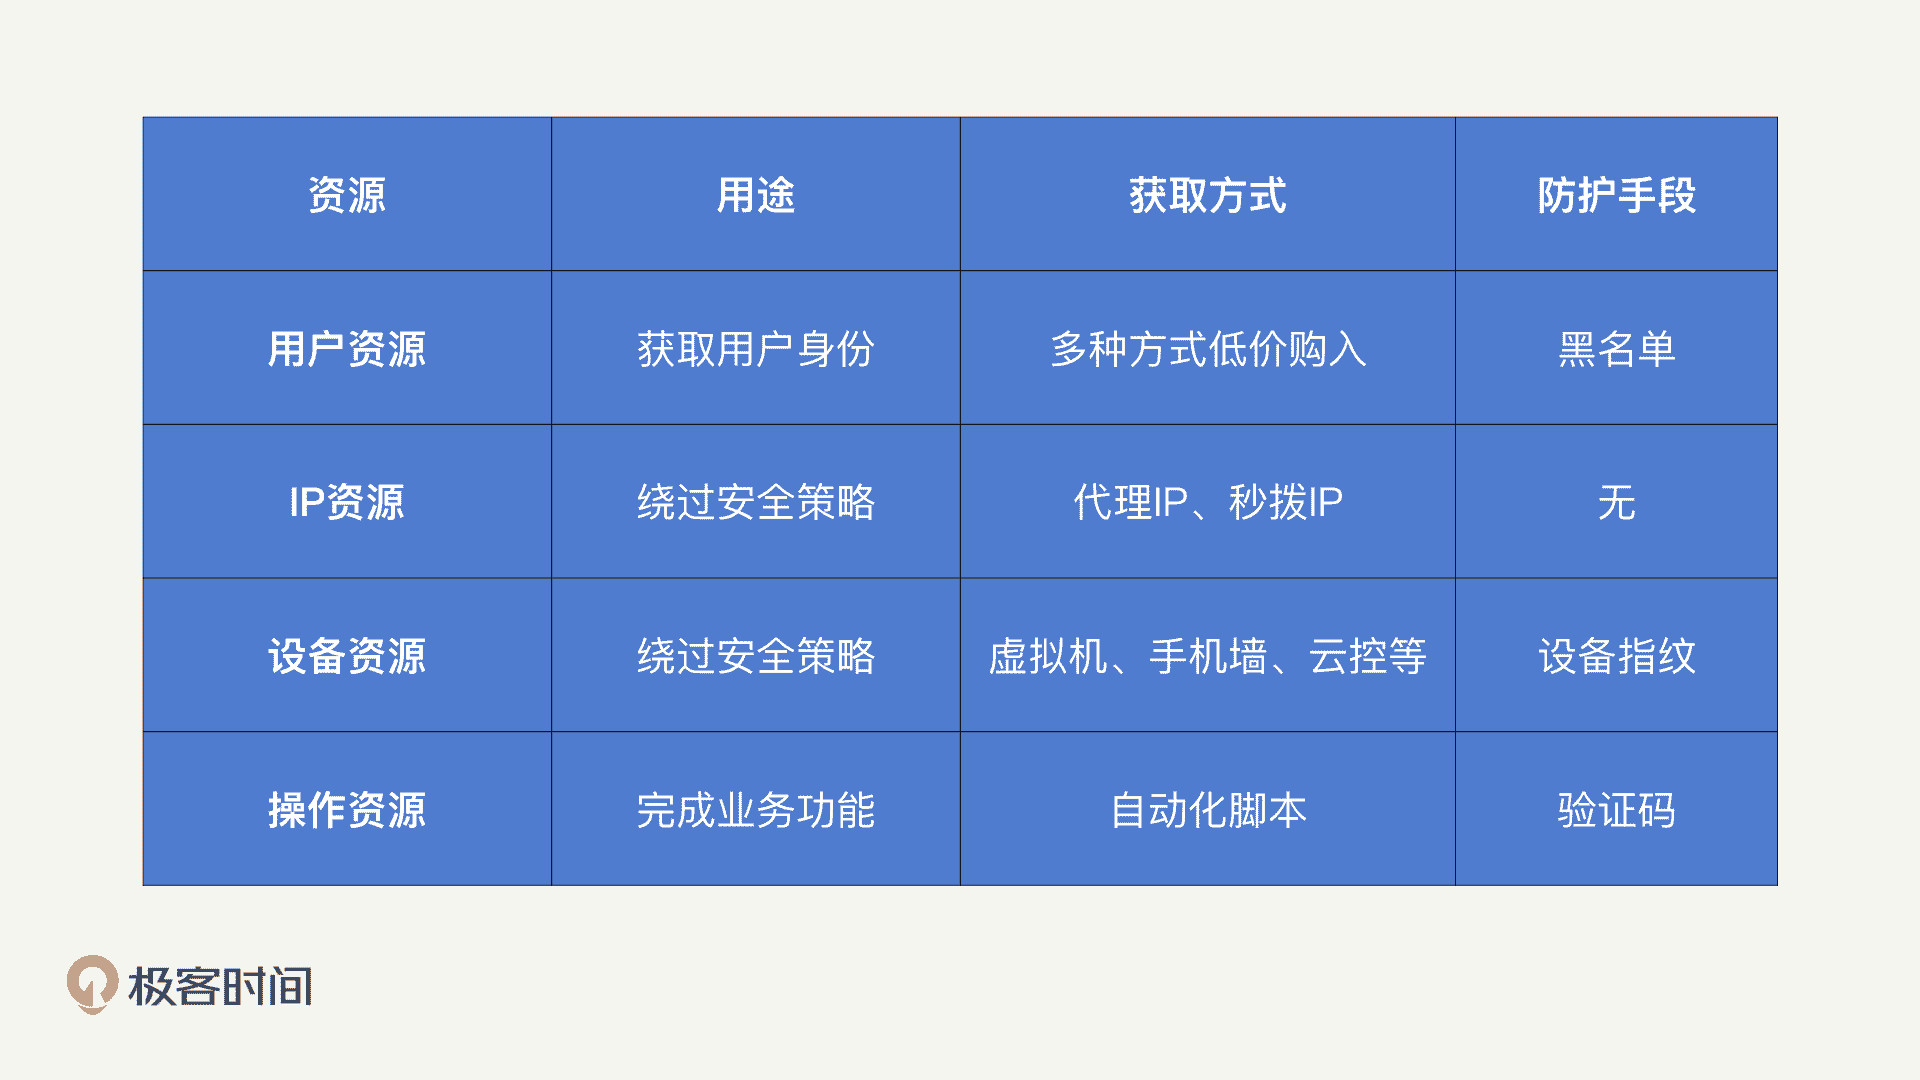 资源 用途 获取方式 防护手段
用户资源 获取用户身份 多种方式低价购入 黑名单
IP资源 绕过安全策略 代理IP、秒拨IP 无
设备资源 绕过安全策略 虚拟机、手机墙、云控等 设备指纹
操作资源 完成业务功能 自动化脚本 验证码
极客时间